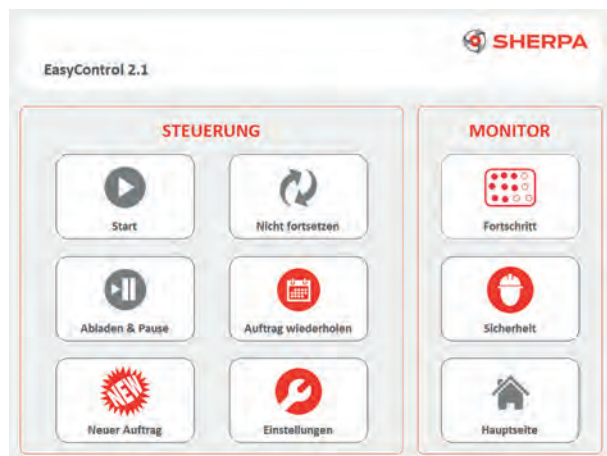 SHERPA
EasyControl 2.1
STEUERUNG
MONITOR
Start
Nicht fortsetzen
Fortschritt
Abladen & Pause
Auftrag wiederholen
Sicherheit
NEW
Neuer Auftrag
Einstellungen
Hauptseite